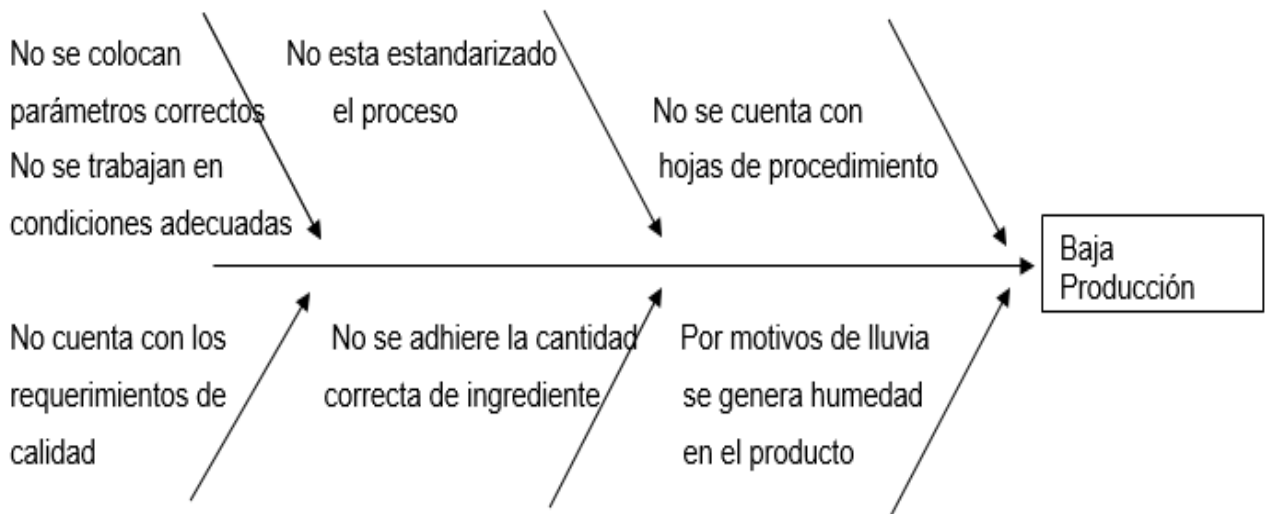 No se colocan
parámetros correctos
No se trabajan en
condiciones adecuadas
No esta estandarizado
el proceso
No se cuenta con
hojas de procedimiento
Baja
Producción
No cuenta con los
requerimientos de
calidad
No se adhiere la cantidad
correcta de ingrediente
Por motivos de lluvia
se genera humedad
en el producto